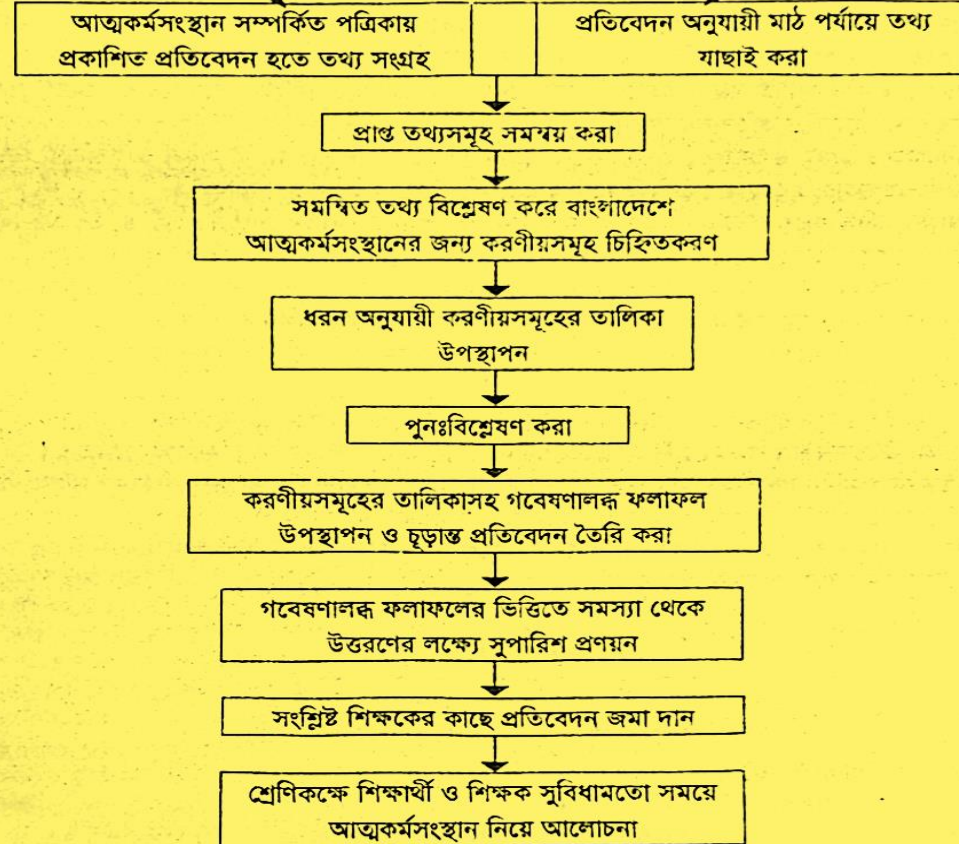 আত্মকর্মসংস্থান সম্পর্কিত পত্রিকায়
প্রকাশিত প্রতিবেদন হতে তথ্য সংগ্রহ
প্রতিবেদন অনুযায়ী মাঠ পর্যায়ে তথ্য
যাছাই করা
প্রাপ্ত তথ্যসমূহ সমন্বয় করা
সমন্বিত তথ্য বিশ্লেষণ করে বাংলাদেশে
আত্মকর্মসংস্থানের জন্য করণীয়সমূহ চিহ্নিতকরণ
ধরন অনুযায়ী করণীয়সমূহের তালিকা
উপস্থাপন
পুনঃবিশ্লেষণ করা
করণীয়সমূহের তালিকাসহ গবেষণালব্ধ ফলাফল
উপস্থাপন ও চূড়ান্ত প্রতিবেদন তৈরি করা
গবেষণালব্ধ ফলাফলের ভিত্তিতে সমস্যা থেকে
উত্তরণের লক্ষ্যে সুপারিশ প্রণয়ন
সংশ্লিষ্ট শিক্ষকের কাছে প্রতিবেদন জমা দান
শ্রেণিকক্ষে শিক্ষার্থী ও শিক্ষক সুবিধামতো সময়ে
আত্মকর্মসংস্থান নিয়ে আলোচনা